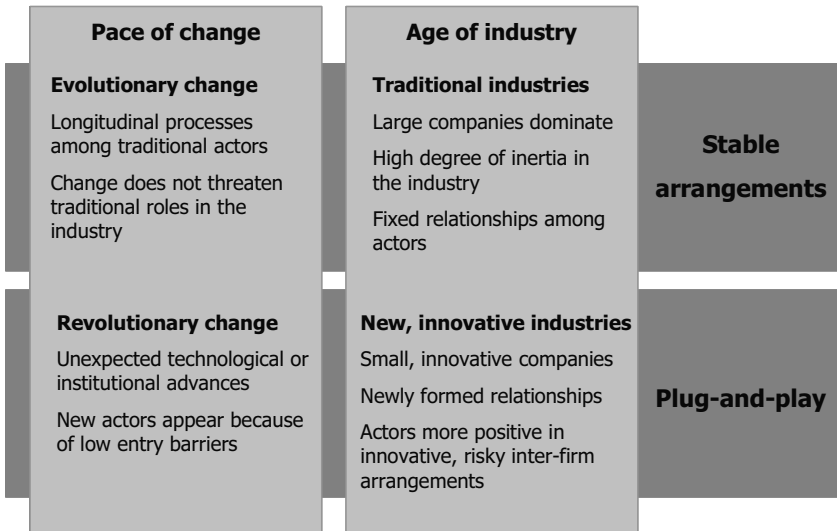 Pace of change
Age of industry
Evolutionary change
Longitudinal processes
among traditional actors
Change does not threaten
traditional roles in the
industry
Traditional industries
Large companies dominate
High degree of inertia in
the industry
Fixed relationships among
actors
Stable
arrangements
Revolutionary change
Unexpected technological or
institutional advances
New actors appear because
of low entry barriers
New, innovative industries
Small, innovative companies
Newly formed relationships
Actors more positive in
innovative, risky inter-firm
arrangements
Plug-and-play